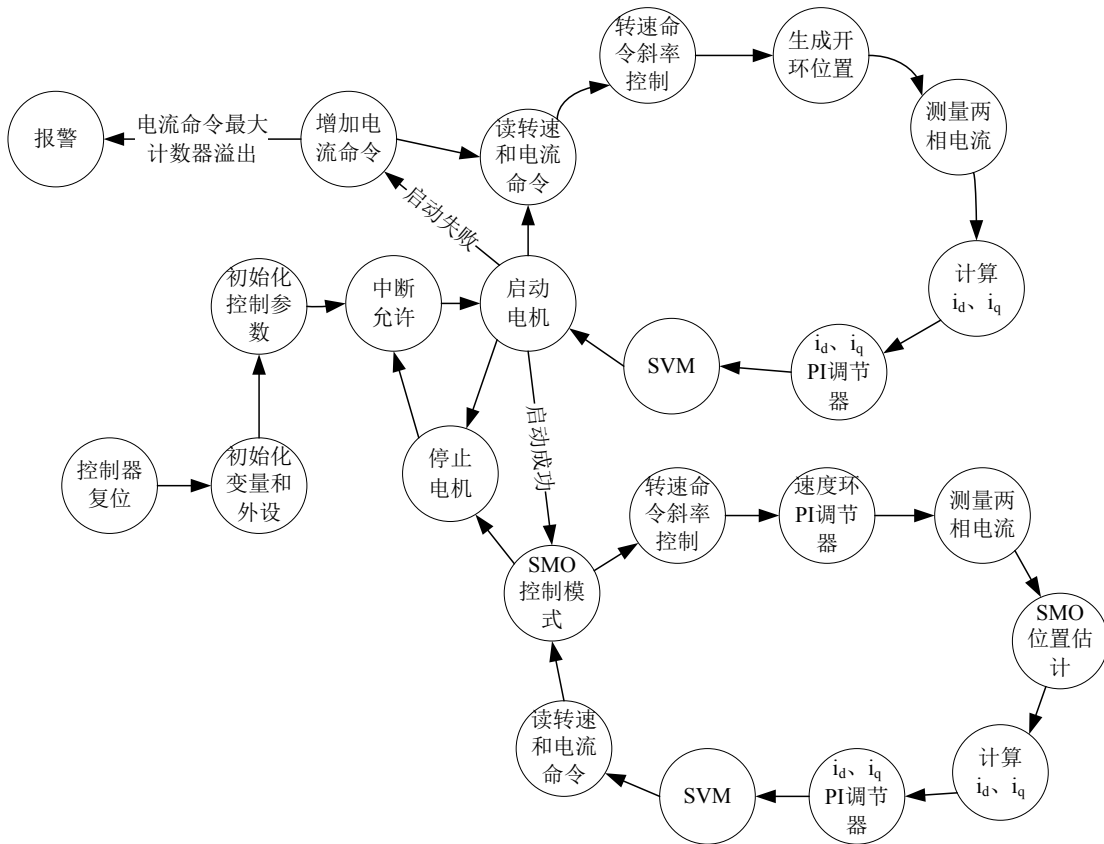 转速命
令斜率
控制
生成开
环位置
测量两
相电流
报警
电流命令最大
计数器溢出
增加电
流命令
读转速
和电流
命令
启动失败
初始化
控制参
数
中断
允许
启动
电机
计算
id、iq
SVM
id、iq
PI调节
器
控制器
复位
初始化
变量和
外设
停止
电机
启动成功
转速命
令斜率
控制
速度环
PI调节
器
测量两
相电流
SMO
控制模
式
SMO
位置估
计
读转速
和电流
命令
SVM
id、iq
PI调节
器
计算
id、iq